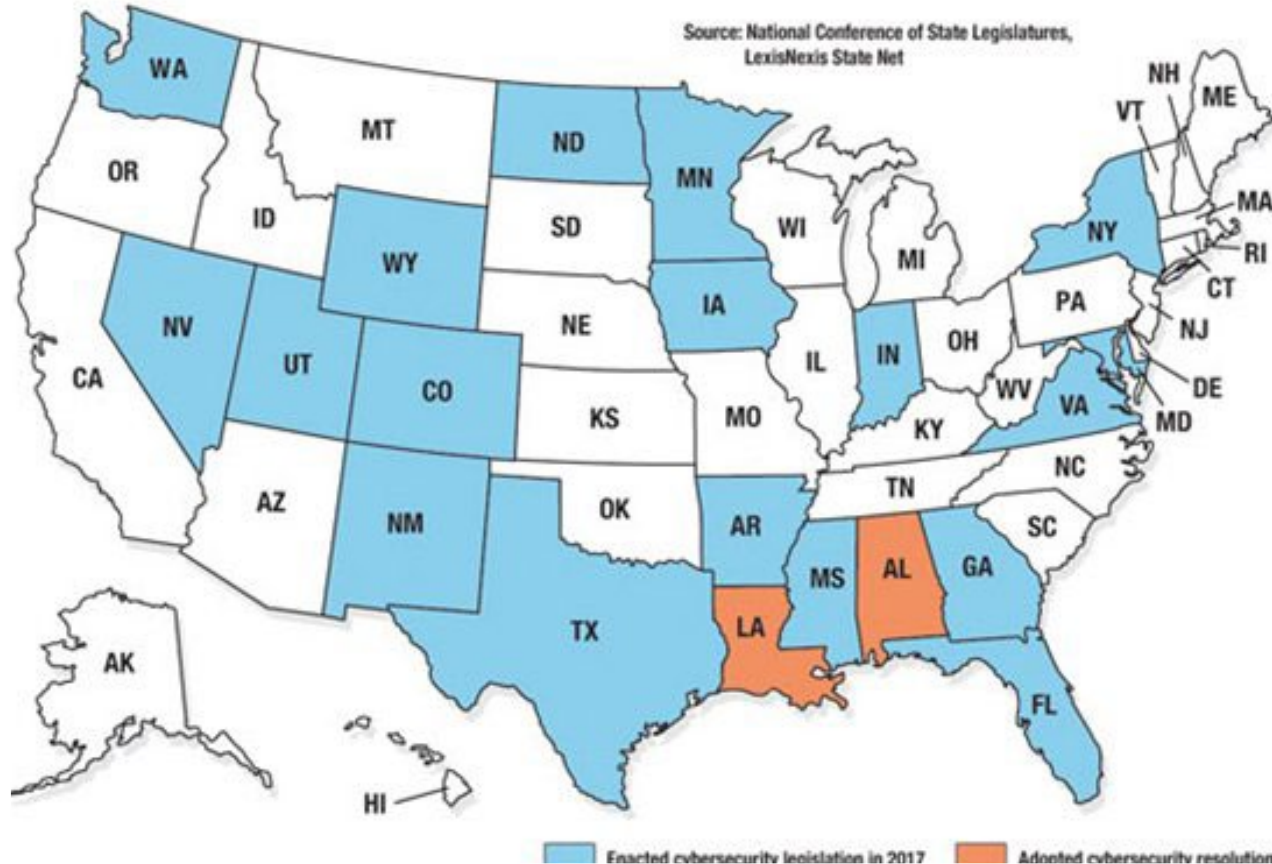 Source: National Conference of State Legislatures,
LexisNexis State Net
WA
NH
ME
VT
MT
ND
OR
MN
MA
ID
SD
WI
NY
RI
WY
MI
CT
PA
IA
NE
NJ
NV
OH
IL
IN
UT
CA
CO
DE
WV
VA
MD
KS
MO
KY
NC
TN
AZ
OK
NM
AR
SC
MS
AL
GA
TX
LA
AK
FL
HI
Enacted cybersecurity legislation in 2017
Adopted cybersecurity resolution